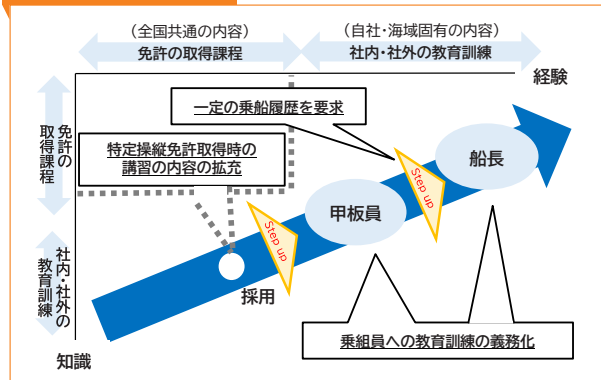 （全国共通の内容）
免許の取得課程
（自社・海域固有の内容）
社内・社外の教育訓練
経験
免許の
取得課程
一定の乗船履歴を要求
特定操縦免許取得時の
講習の内容の拡充
船長
Step up
甲板員
Step up
採用
社内・社外の
教育訓練
乗組員への教育訓練の義務化
知識